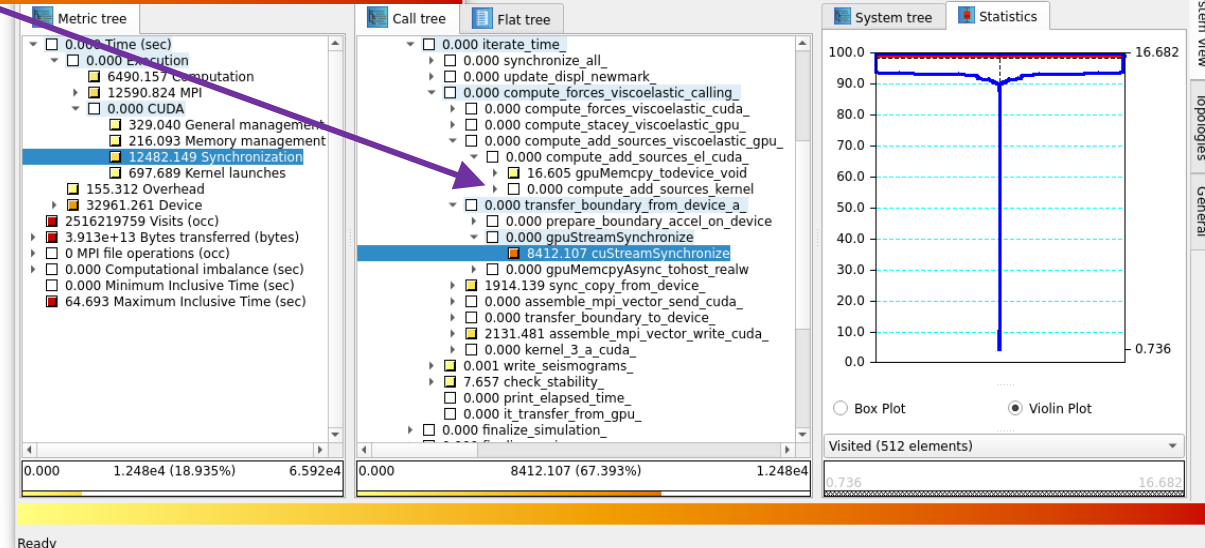 Metric tree
0.000 Time (sec)
0.000 Execution
6490.157 Computation
12590.824 MPI
0.000 CUDA
329.040 General management
216.093 Memory management
12482.149 Synchronization
697.689 Kernel launches
155.312 Overhead
32961.261 Device
2516219759 Visits (occ)
3.913e+13 Bytes transferred (bytes)
0 MPI file operations (occ)
0.000 Computational imbalance (sec)
0.000 Minimum Inclusive Time (sec)
64.693 Maximum Inclusive Time (sec)
0.000 1.248e4 (18.935%) 6.592e4
Call tree Flat tree
0.000 iterate_time_
0.000 synchronize_all_
0.000 update_displ_newmark_
0.000 compute_forces_viscoelastic_calling_
0.000 compute_forces_viscoelastic_cuda_
0.000 compute_stacey_viscoelastic_gpu_
0.000 compute_add_sources_viscoelastic_gpu_
0.000 compute_add_sources_el_cuda_
16.605 gpuMemcpy_todevice_void
0.000 compute_add_sources_kernel
0.000 transfer_boundary_from_device_a_
0.000 prepare_boundary_accel_on_device
0.000 gpuStreamSynchronize
8412.107 cuStreamSynchronize
0.000 gpuMemcpyAsync_tohost_realw
1914.139 sync_copy_from_device_
0.000 assemble_mpi_vector_send_cuda_
0.000 transfer_boundary_to_device_
2131.481 assemble_mpi_vector_write_cuda_
0.000 kernel_3_a_cuda_
0.001 write_seismograms_
7.657 check_stability_
0.000 print_elapsed_time_
0.000 it_transfer_from_gpu_
0.000 finalize_simulation_
0.000 8412.107 (67.393%) 1.248e4
System tree Statistics
100.0 16.682
90.0
80.0
70.0
60.0
50.0
40.0
30.0
20.0
10.0
0.736
0.0
Box Plot Violin Plot
Visited (512 elements)
0.736 16.682
View
Topologies
General
Ready